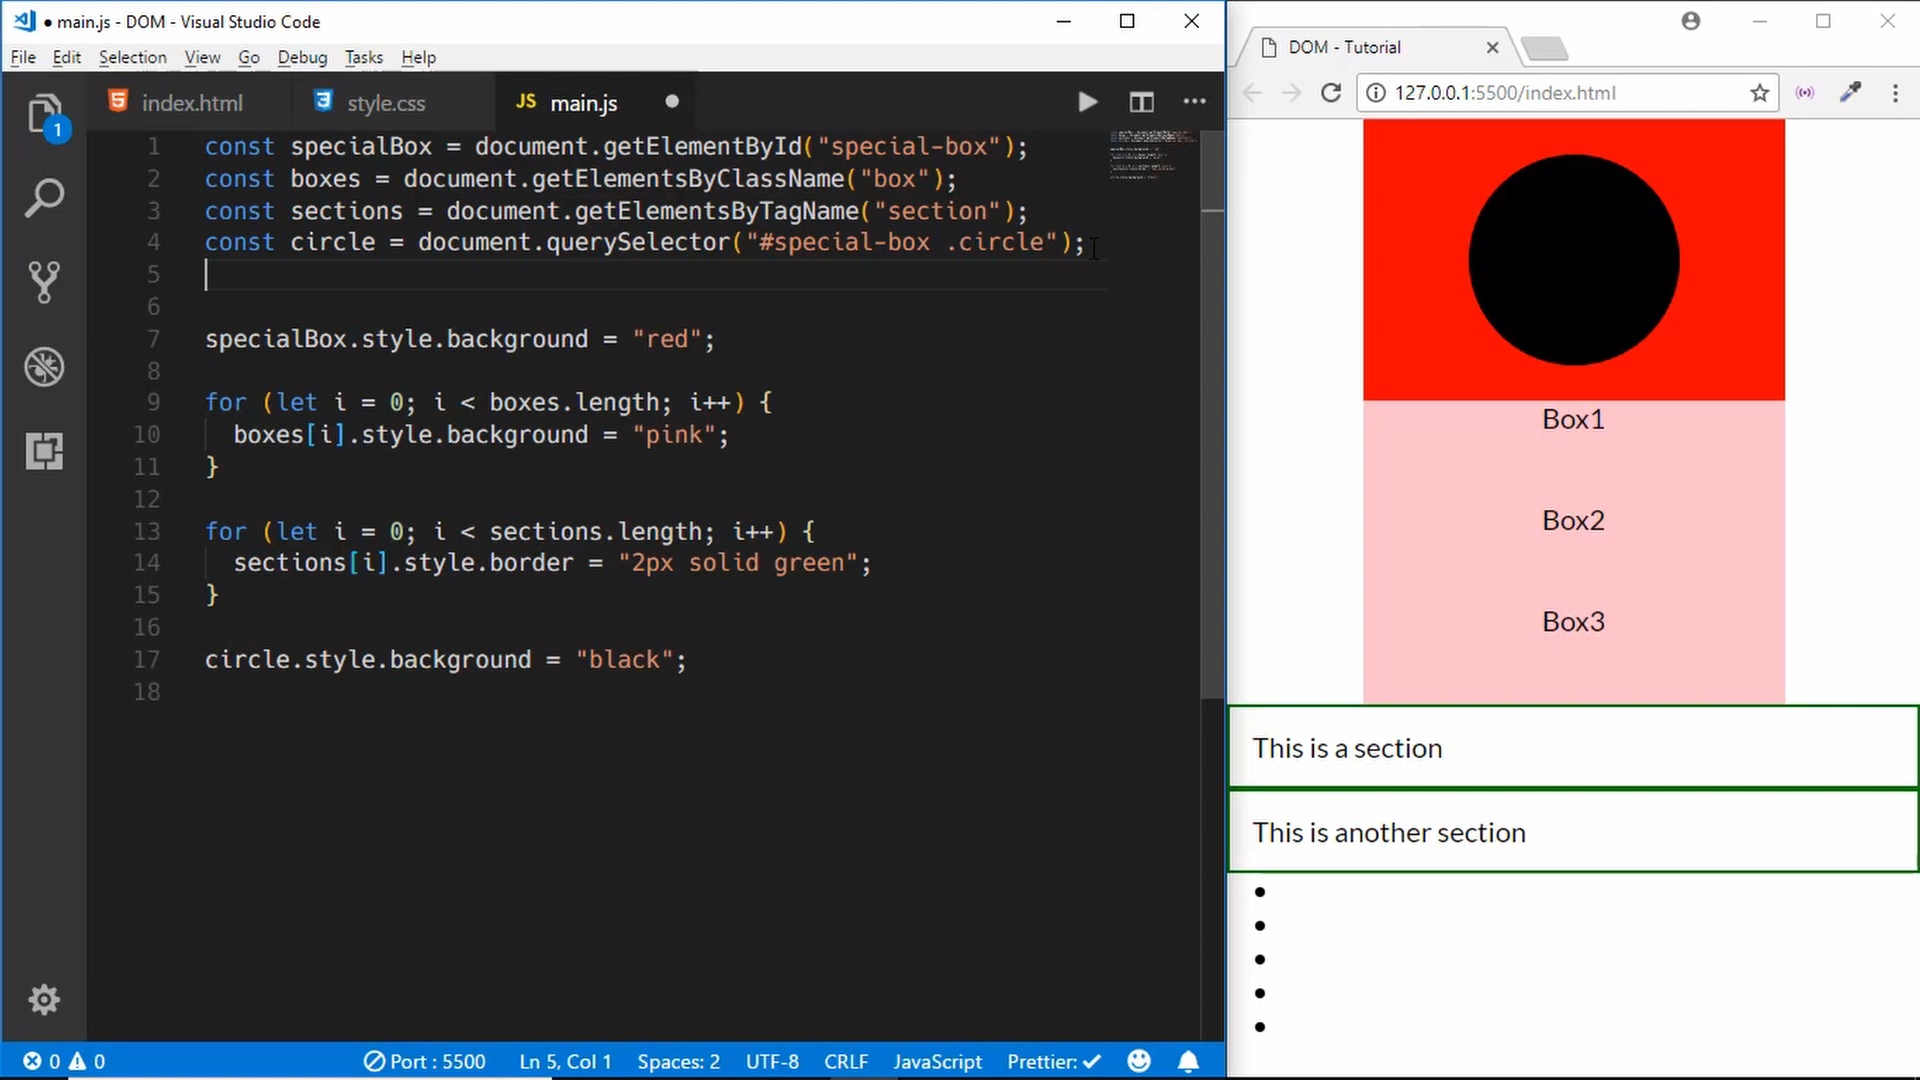 ● main.js - DOM - Visual Studio Code
File Edit Selection View Go Debug Tasks Help
1
index.html
style.css
JS main.js
1 const specialBox = document.getElementById("special-box");
2 const boxes = document.getElementsByClassName("box");
3 const sections = document.getElementsByTagName("section");
4 const circle = document.querySelector("#special-box .circle");
5
6
7 specialBox.style.background = "red";
8
9 for (let i = 0; i < boxes.length; i++) {
10 boxes[i].style.background = "pink";
11 }
12
13 for (let i = 0; i < sections.length; i++) {
14 sections[i].style.border = "2px solid green";
15 }
16
17 circle.style.background = "black";
18
0 0 Port : 5500 Ln 5, Col 1 Spaces: 2 UTF-8 CRLF JavaScript Prettier: ✓
DOM - Tutorial
127.0.0.1:5500/index.html
Box1
Box2
Box3
This is a section
This is another section